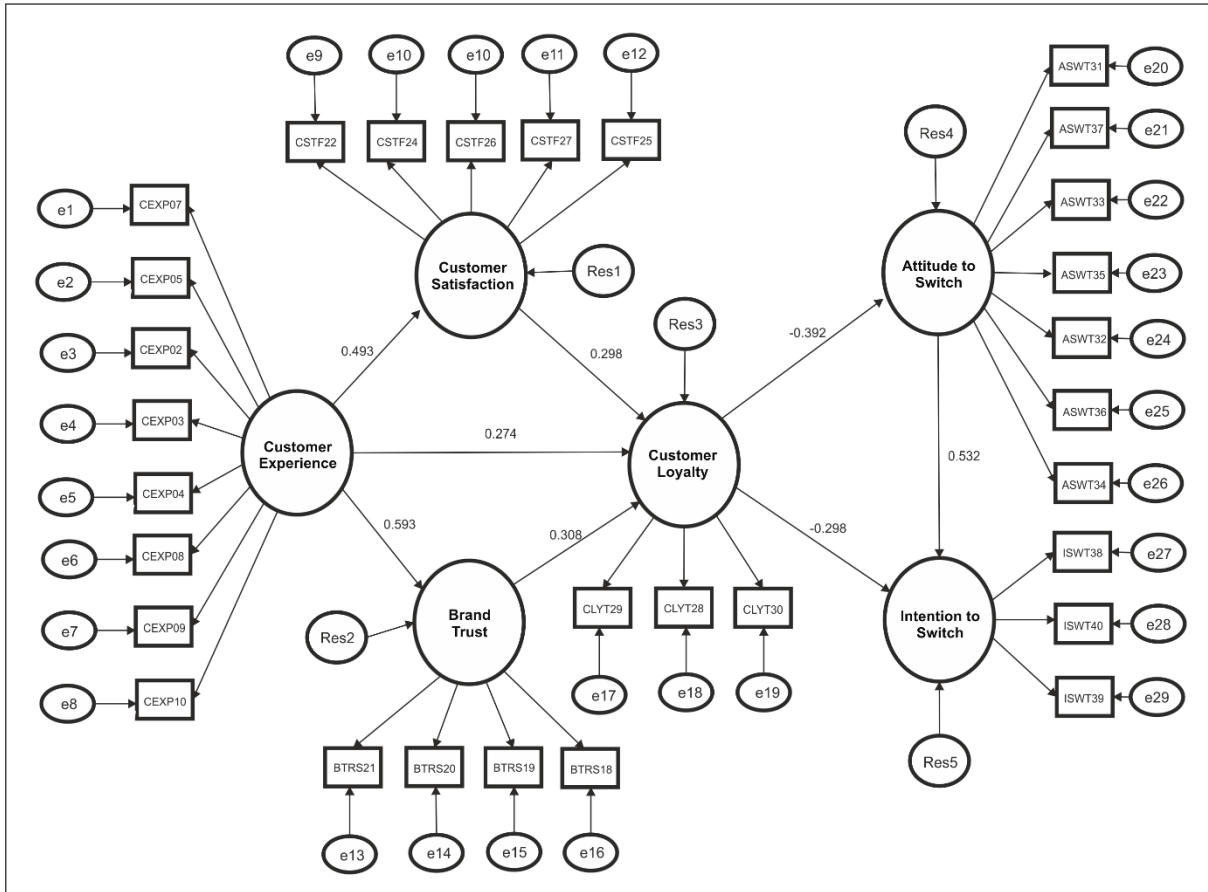 e9
e10
e10
e11
e12
CSTF22
CSTF24
CSTF26
CSTF27
CSTF25
Customer
Satisfaction
Res1
e1
CEXP07
e2
CEXP05
e3
CEXP02
e4
CEXP03
e5
CEXP04
e6
CEXP08
e7
CEXP09
e8
CEXP10
Customer
Experience
0.493
0.274
0.593
0.298
0.308
Res2
Brand
Trust
BTRS21
BTRS20
BTRS19
BTRS18
e13
e14
e15
e16
Res3
Customer
Loyalty
CLYT29
CLYT28
CLYT30
e17
e18
e19
-0.392
-0.298
Res4
Attitude to
Switch
0.532
ASWT31
e20
ASWT37
e21
ASWT33
e22
ASWT35
e23
ASWT32
e24
ASWT36
e25
ASWT34
e26
Intention to
Switch
Res5
ISWT38
e27
ISWT40
e28
ISWT39
e29